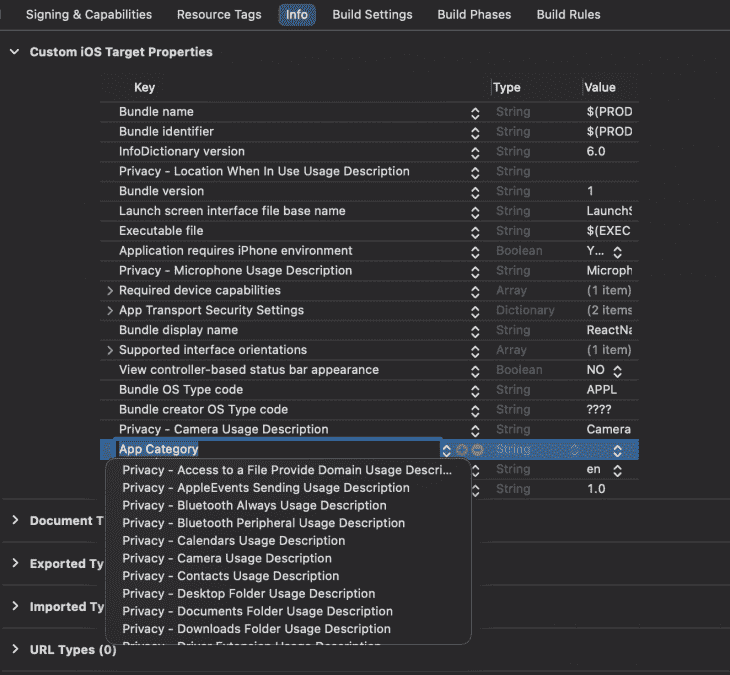 Signing & Capabilities Resource Tags Info Build Settings Build Phases Build Rules
Custom iOS Target Properties
Key Type Value
Bundle name String $(PROD
Bundle identifier String $(PROD
InfoDictionary version String 6.0
Privacy - Location When In Use Usage Description String
Bundle version String 1
Launch screen interface file base name String LaunchS
Executable file String $(EXEC
Application requires iPhone environment Boolean Y...
Privacy - Microphone Usage Description String Microph
Required device capabilities Array (1 item)
App Transport Security Settings Dictionary (2 items
Bundle display name String ReactNa
Supported interface orientations Array (1 item)
View controller-based status bar appearance Boolean NO
Bundle OS Type code String APPL
Bundle creator OS Type code String ????
Privacy - Camera Usage Description String Camera
App Category String
Privacy - Access to a File Provide Domain Usage Descri... String en
Privacy - AppleEvents Sending Usage Description String 1.0
Privacy - Bluetooth Always Usage Description
Document T Privacy - Bluetooth Peripheral Usage Description
Privacy - Calendars Usage Description
Exported Ty Privacy - Camera Usage Description
Privacy - Contacts Usage Description
Privacy - Desktop Folder Usage Description
Imported Ty Privacy - Documents Folder Usage Description
Privacy - Downloads Folder Usage Description
Privacy - Driver Extension Usage Description
URL Types (0)